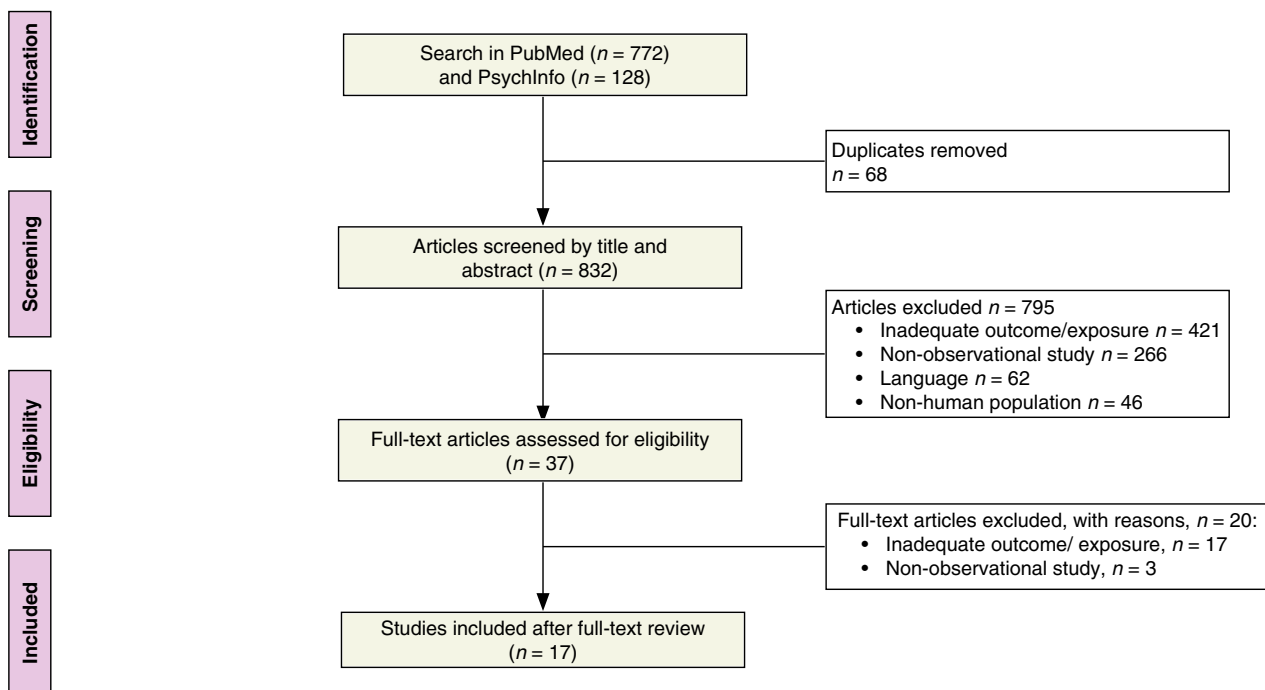 Identification
Search in PubMed (n = 772)
and PsychInfo (n = 128)
Duplicates removed
n = 68
Screening
Articles screened by title and
abstract (n = 832)
Articles excluded n = 795
• Inadequate outcome/exposure n = 421
• Non-observational study n = 266
• Language n = 62
• Non-human population n = 46
Eligibility
Full-text articles assessed for eligibility
(n = 37)
Full-text articles excluded, with reasons, n = 20:
• Inadequate outcome/ exposure, n = 17
• Non-observational study, n = 3
Included
Studies included after full-text review
(n = 17)